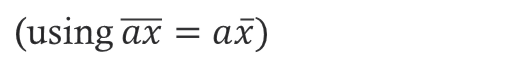 (using $\overline{ax} = a\bar{x}$)